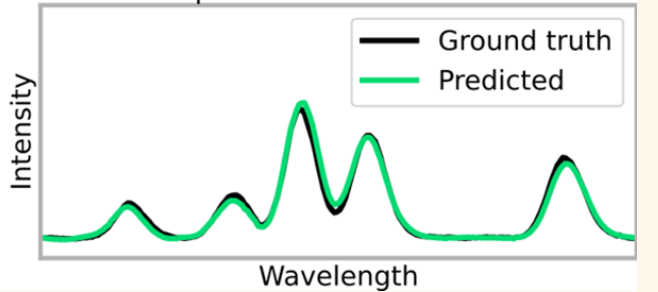 Ground truth
Predicted
Intensity
Wavelength